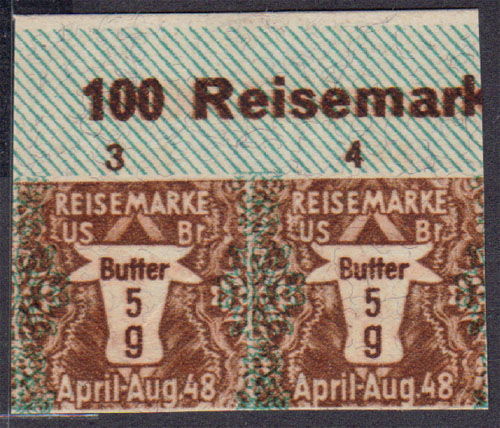 100 Reisemark
3 4
REISEMARKE
US Br
Butter
5
g
April-Aug.48
REISEMARKE
US Br
Butter
5
g
April-Aug.48